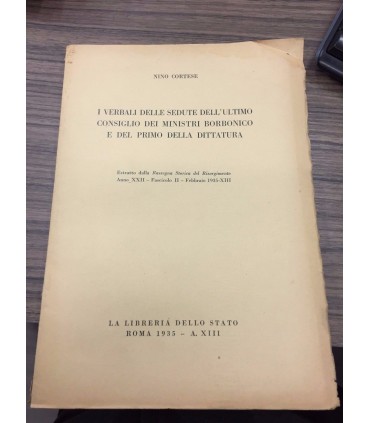 NINO CORTESE
I VERBALI DELLE SEDUTE DELL'ULTIMO
CONSIGLIO DEI MINISTRI BORBONICO
E DEL PRIMO DELLA DITTATURA
Estratto dalla Rassegna Storica del Risorgimento
Anno XXII - Fascicolo II - Febbraio 1935-XIII
LA LIBRERIA DELLO STATO
ROMA 1935 - A. XIII